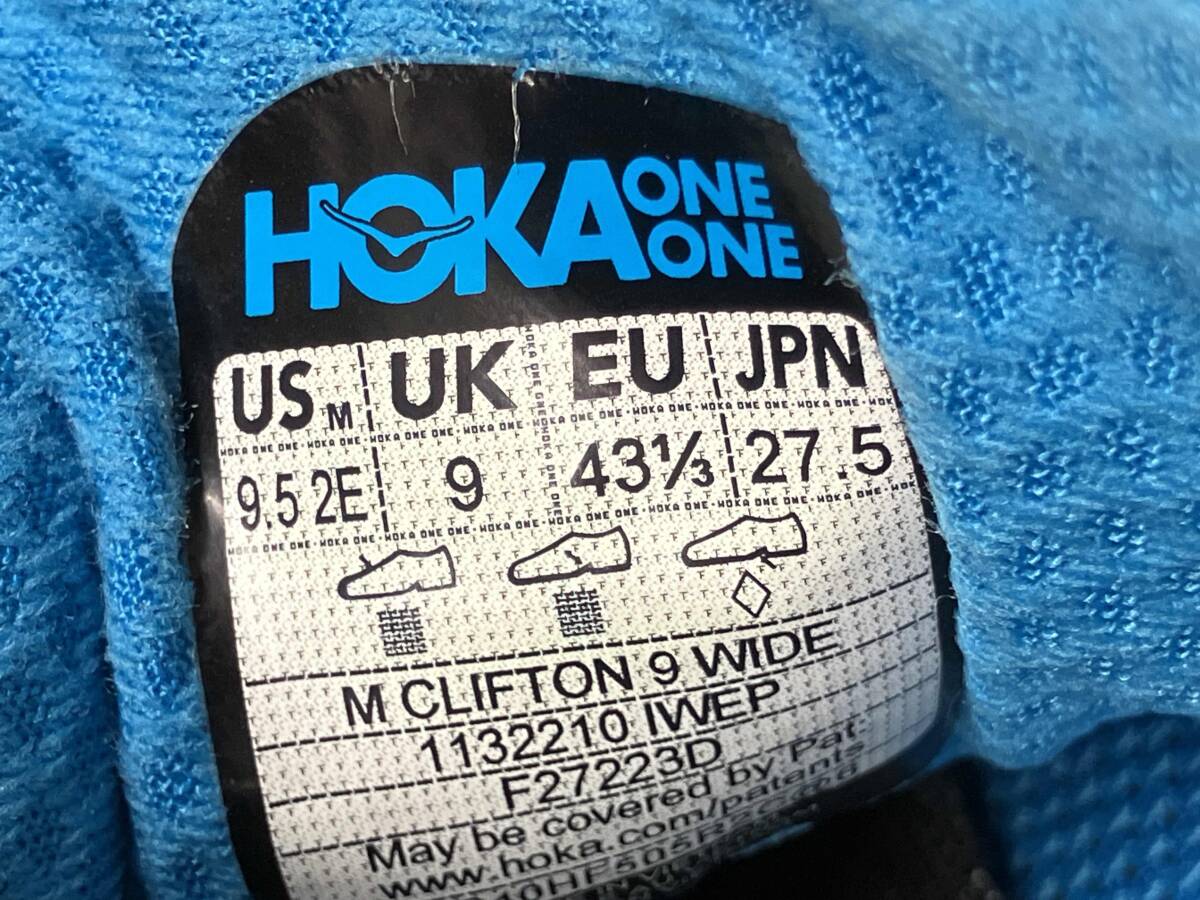 HOKA ONE ONE
US M UK EU JPN
9.5 2E 9 43⅓ 27.5
M CLIFTON 9 WIDE
1132210 IWEP
F27223D
May be covered by Pat:
www.hoka.com/patants